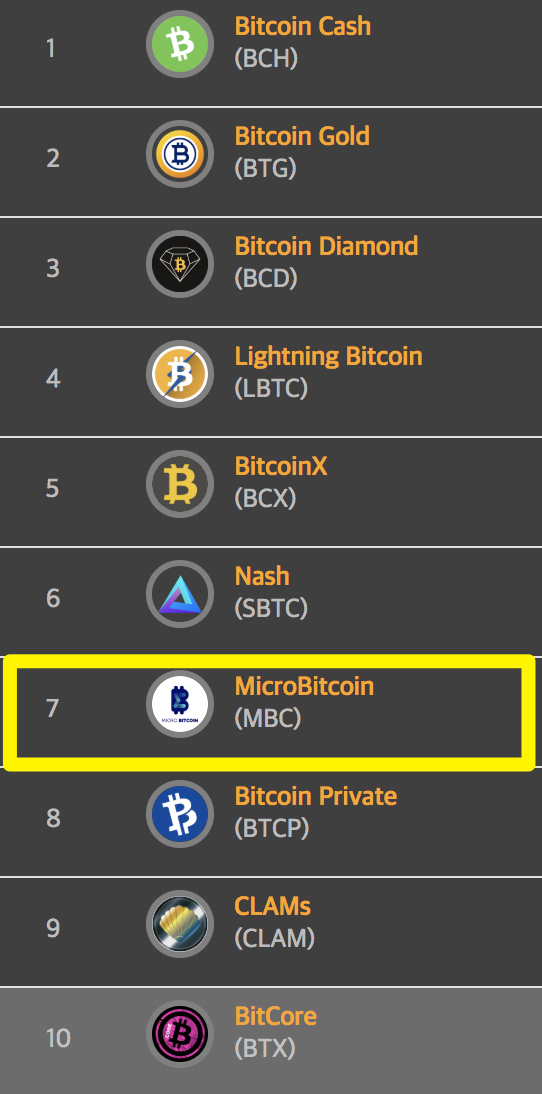 1
Bitcoin Cash
(BCH)
2
Bitcoin Gold
(BTG)
3
Bitcoin Diamond
(BCD)
4
Lightning Bitcoin
(LBTC)
5
BitcoinX
(BCX)
6
Nash
(SBTC)
7
MICRO BITCOIN
MicroBitcoin
(MBC)
8
Bitcoin Private
(BTCP)
9
CLAMs
(CLAM)
10
CORE
BitCore
(BTX)